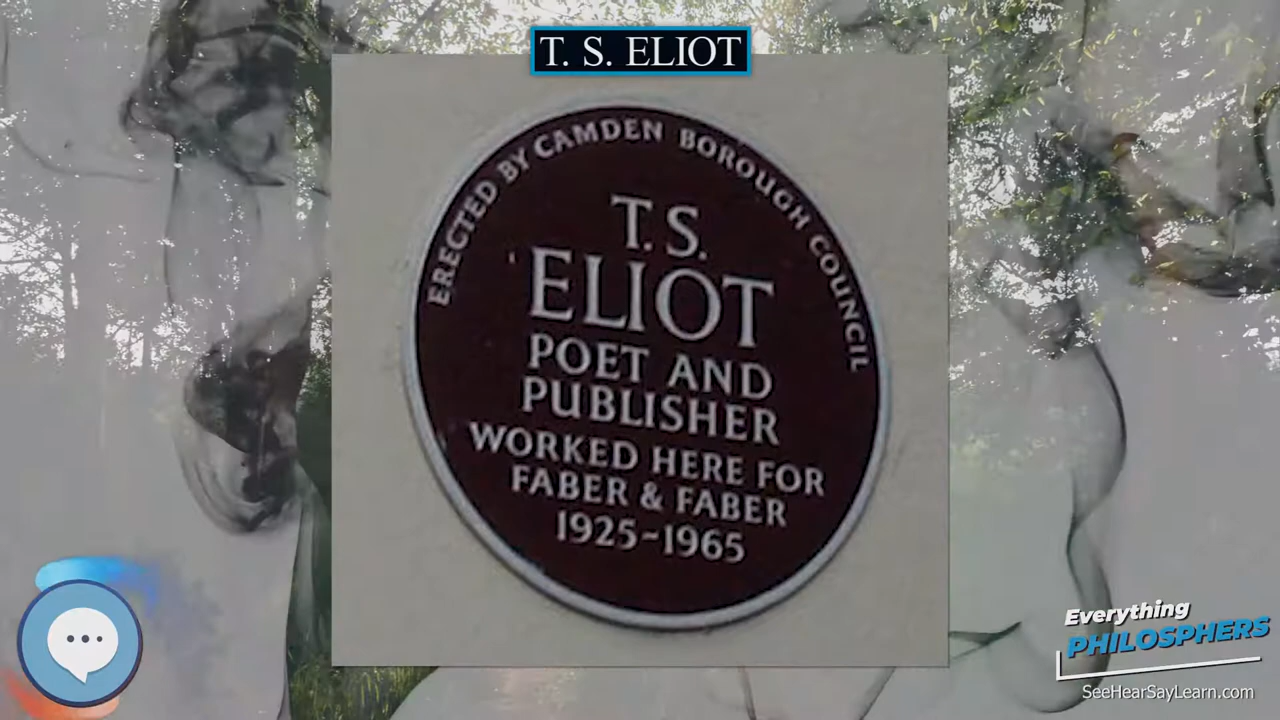 T. S. ELIOT
ERECTED BY CAMDEN BOROUGH COUNCIL
T. S.
ELIOT
POET AND
PUBLISHER
WORKED HERE FOR
FABER & FABER
1925~1965
Everything
PHILOSPHERS
SeeHearSayLearn.com